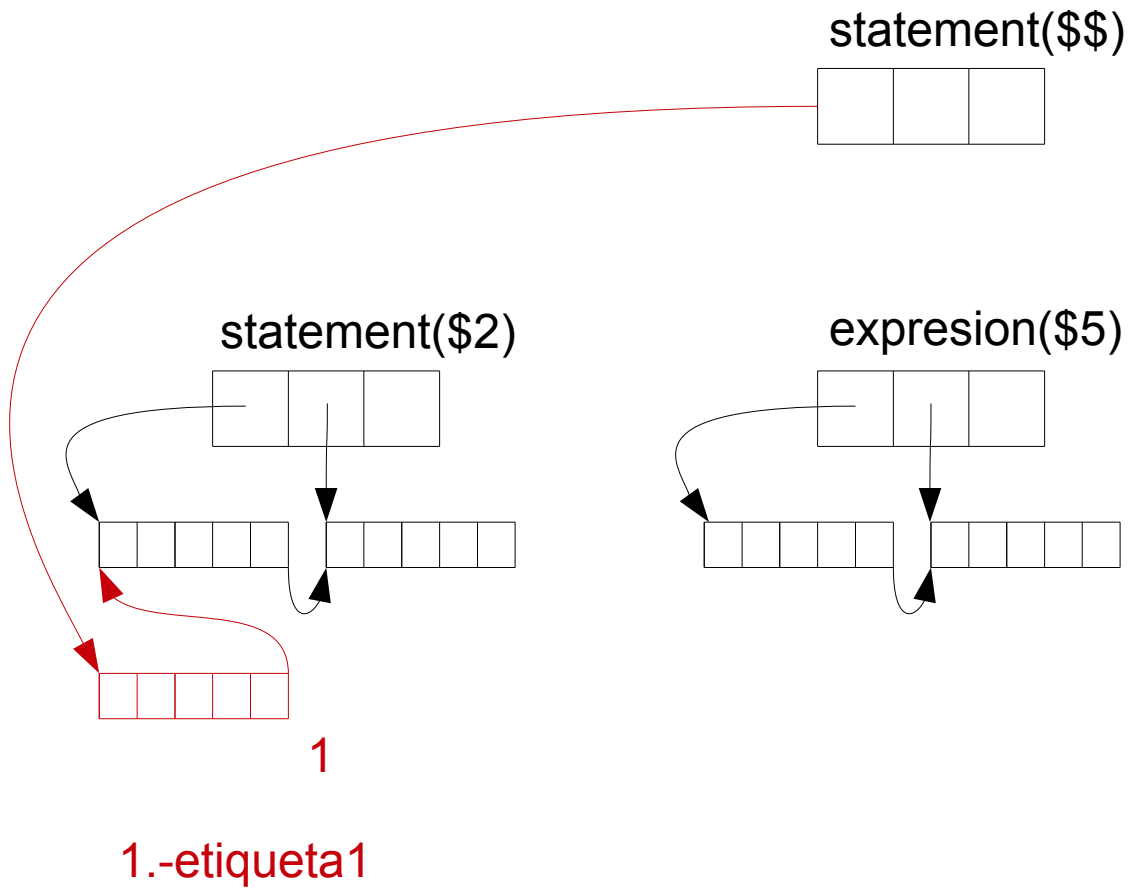 statement($$)
statement($2)
expresion($5)
1
1.-etiqueta1